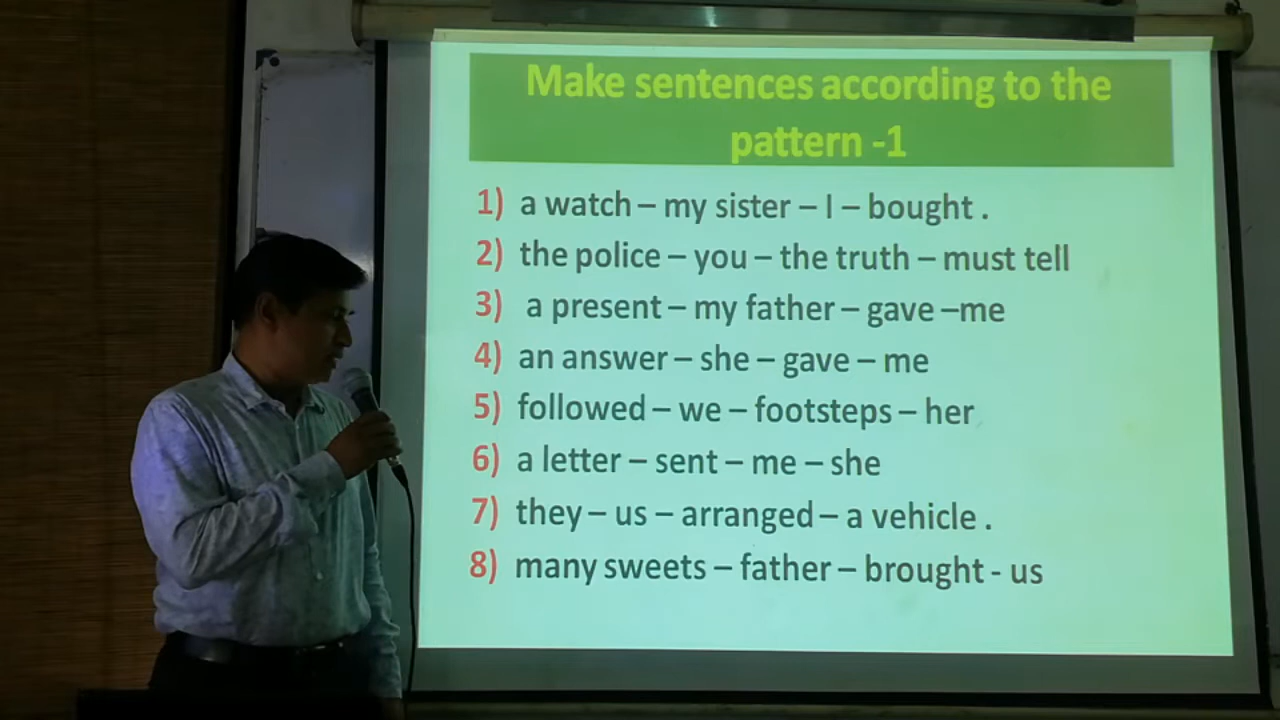 Make sentences according to the
pattern -1
1) a watch – my sister – I – bought .
2) the police – you – the truth – must tell
3) a present – my father – gave –me
4) an answer – she – gave – me
5) followed – we – footsteps – her
6) a letter – sent – me – she
7) they – us – arranged – a vehicle .
8) many sweets – father – brought - us